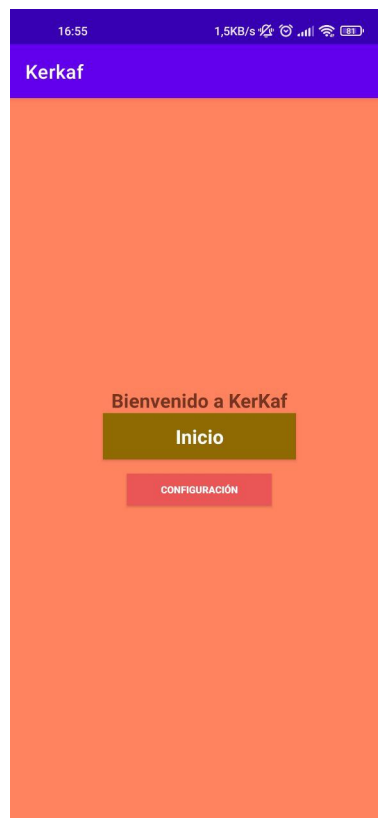 16:55 1,5KB/s 81
Kerkaf
Bienvenido a KerKaf
Inicio
CONFIGURACIÓN